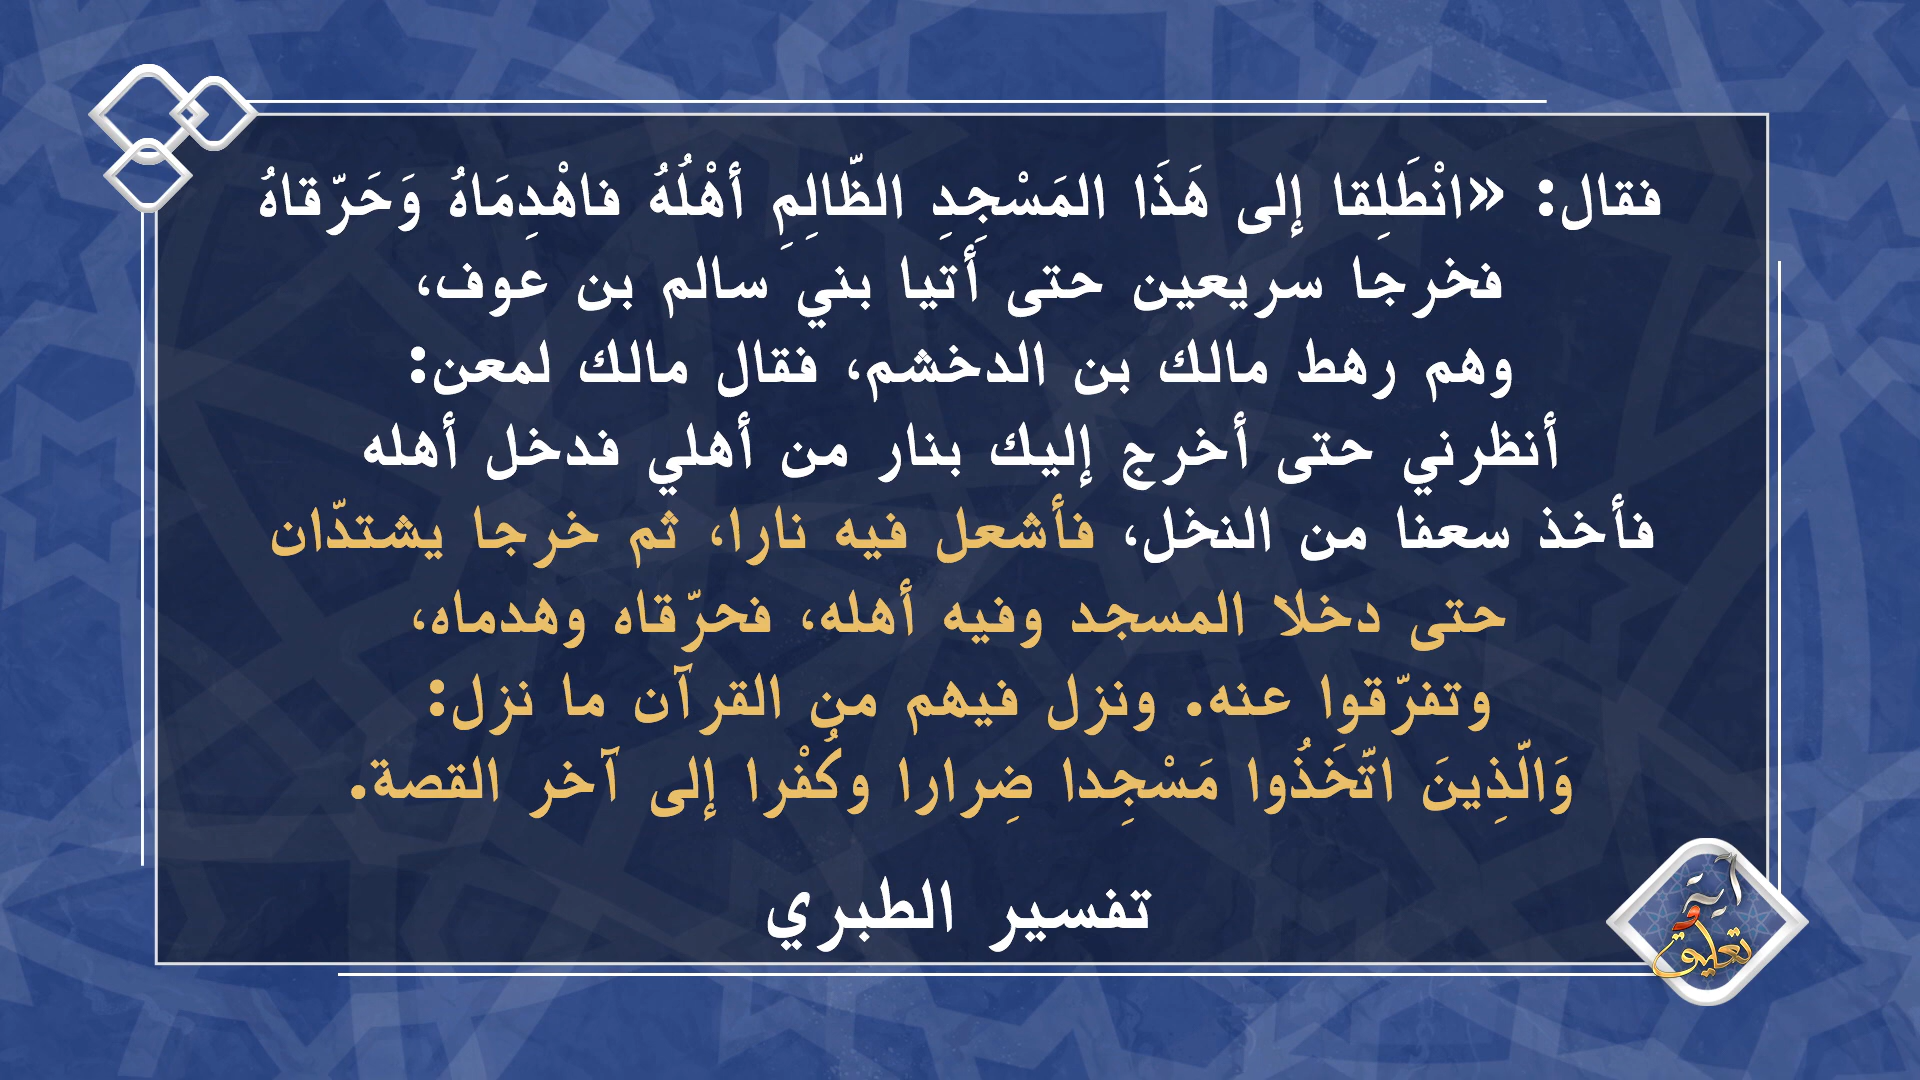 فقال: «انْطَلِقا إلى هَذَا المَسْجِدِ الظّالِمِ أهْلُهُ فاهْدِمَاهُ وَحَرّقاهُ
فخرجا سريعين حتى أتيا بني سالم بن عوف،
وهم رهط مالك بن الدخشم، فقال مالك لمعن:
أنظرني حتى أخرج إليك بنار من أهلي فدخل أهله
فأخذ سعفا من النخل، فأشعل فيه نارا، ثم خرجا يشتدّان
حتى دخلا المسجد وفيه أهله، فحرّقاه وهدماه،
وتفرّقوا عنه. ونزل فيهم من القرآن ما نزل:
وَالّذِينَ اتّخَذُوا مَسْجِدا ضِرارا وكُفْرا إلى آخر القصة.
تفسير الطبري
آية
و
تعليق